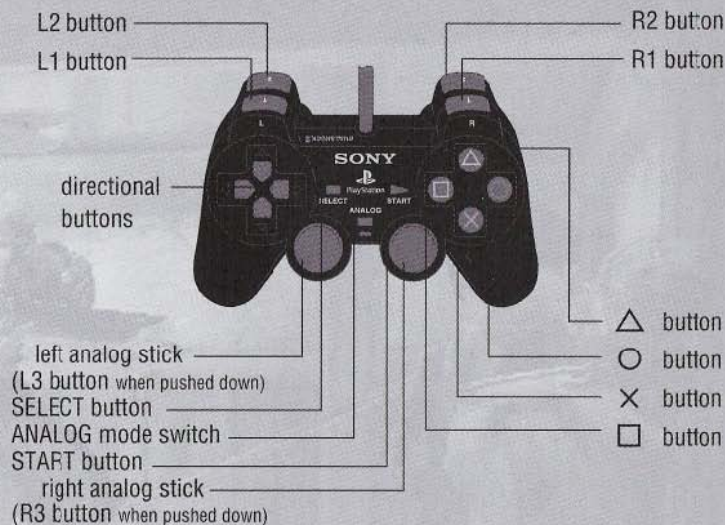 L2 button
L1 button
R2 button
R1 button
L
R
SONY
PlayStation
SELECT
START
ANALOG
directional
buttons
left analog stick
(L3 button when pushed down)
SELECT button
ANALOG mode switch
START button
right analog stick
(R3 button when pushed down)
△ button
○ button
✕ button
□ button